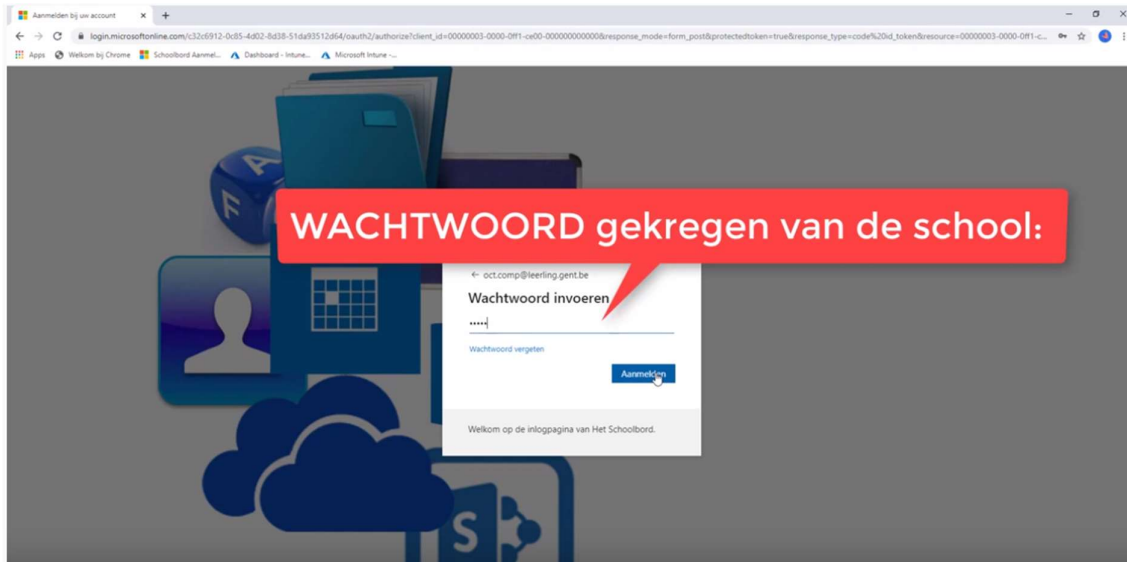 Aanmelden bij uw account
login.microsoftonline.com/c32c6912-0c85-4d02-8d38-51da93512d64/oauth2/authorize?client_id=00000003-0000-0ff1-ce00-000000000000&response_mode=form_post&protectedtoken=true&response_type=code%20id_token&resource=00000003-0000-0ff1-c...
Apps Welkom bij Chrome Schoolbord Aanmel... Dashboard - Intune... Microsoft Intune -...
A
F
WACHTWOORD gekregen van de school:
← oct.comp@leerling.gent.be
Wachtwoord invoeren
•••••
Wachtwoord vergeten
Aanmelden
Welkom op de inlogpagina van Het Schoolbord.
S